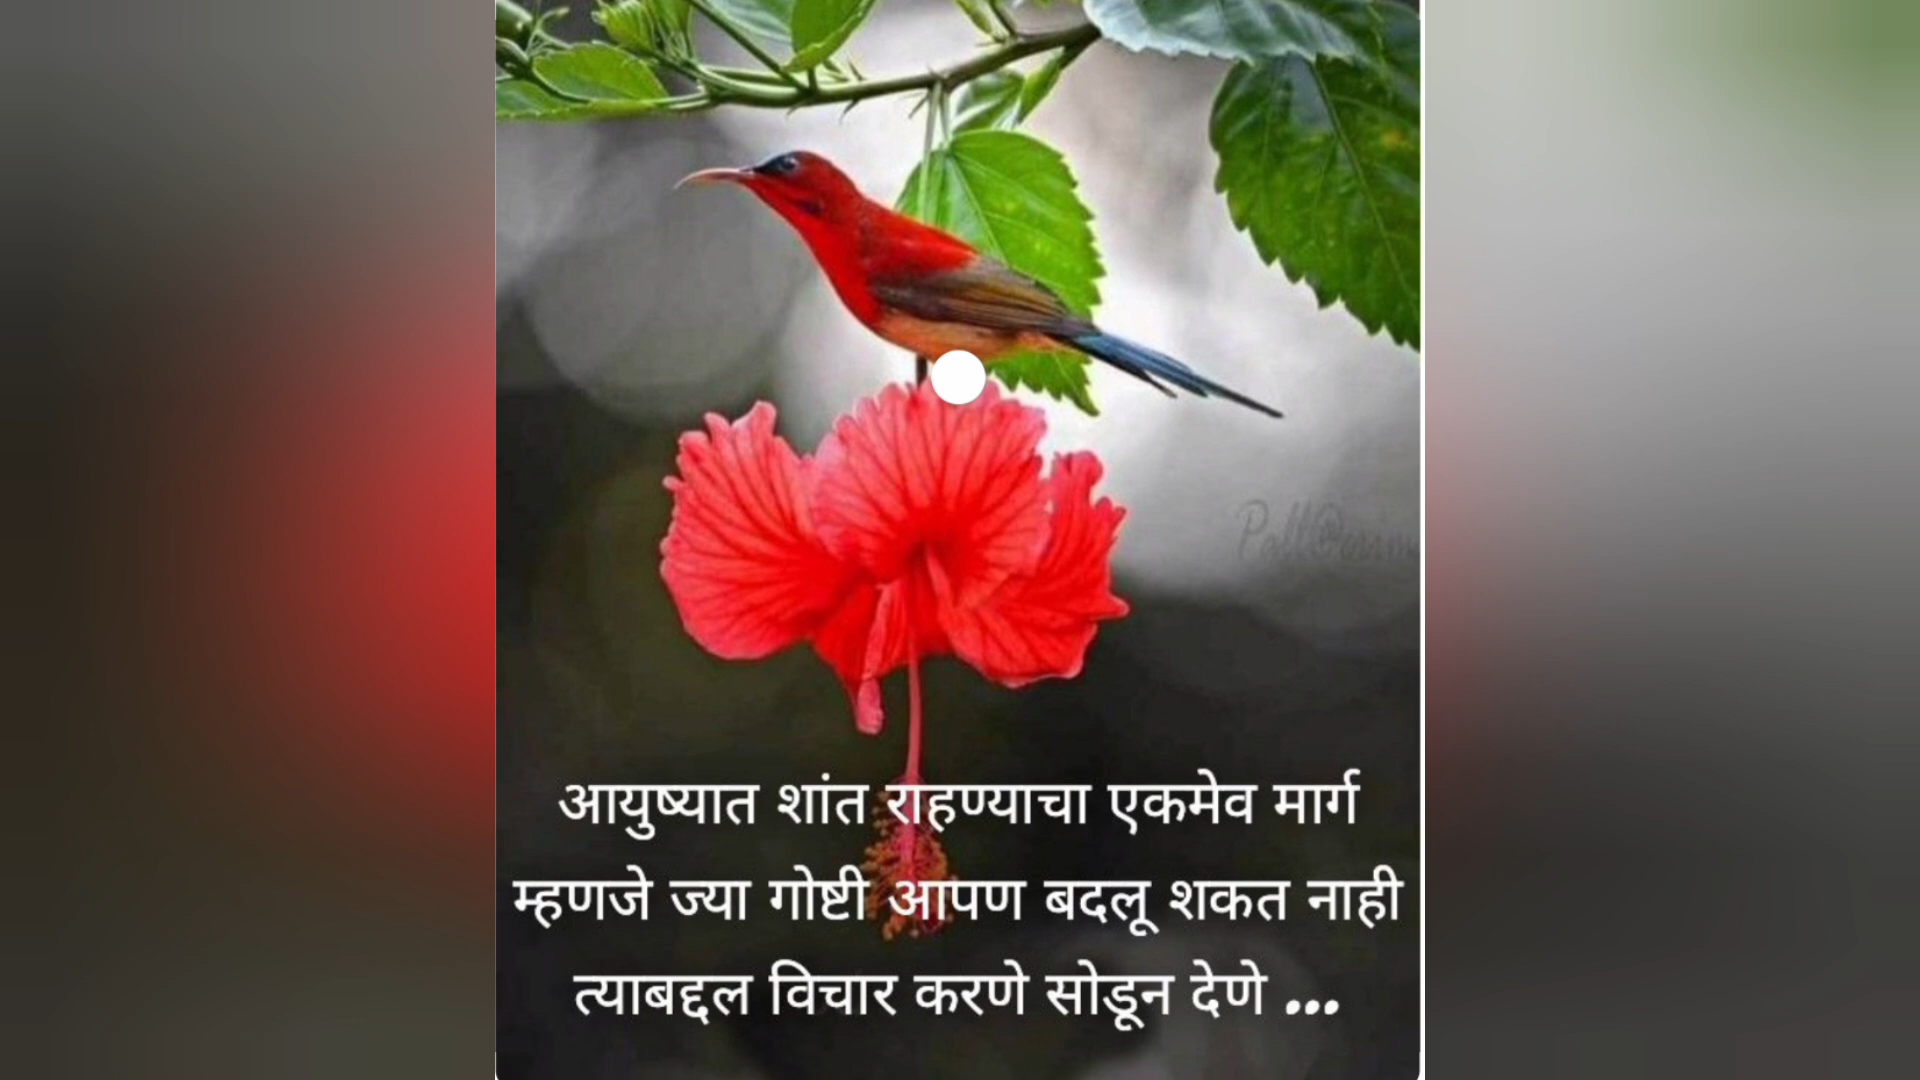 आयुष्यात शांत राहण्याचा एकमेव मार्ग
म्हणजे ज्या गोष्टी आपण बदलू शकत नाही
त्याबद्दल विचार करणे सोडून देणे ...